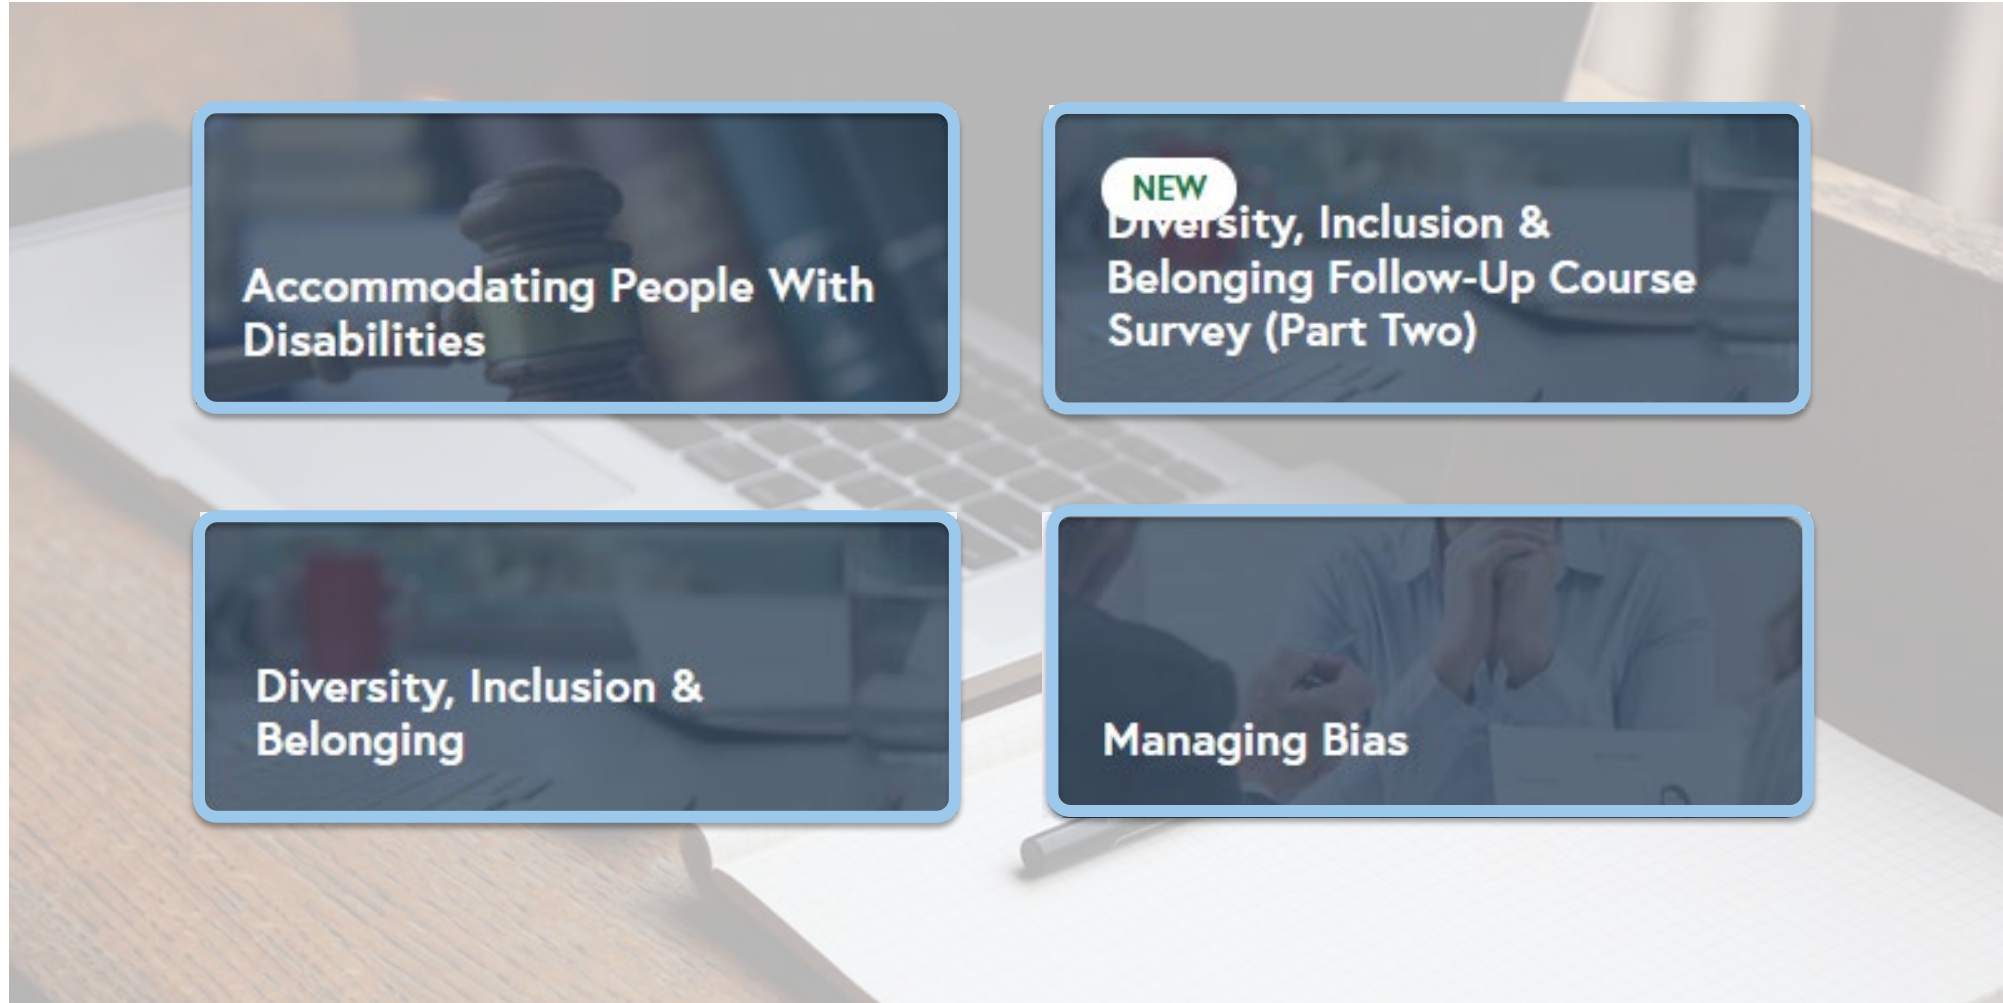 Accommodating People With
Disabilities
NEW
Diversity, Inclusion &
Belonging Follow-Up Course
Survey (Part Two)
Diversity, Inclusion &
Belonging
Managing Bias